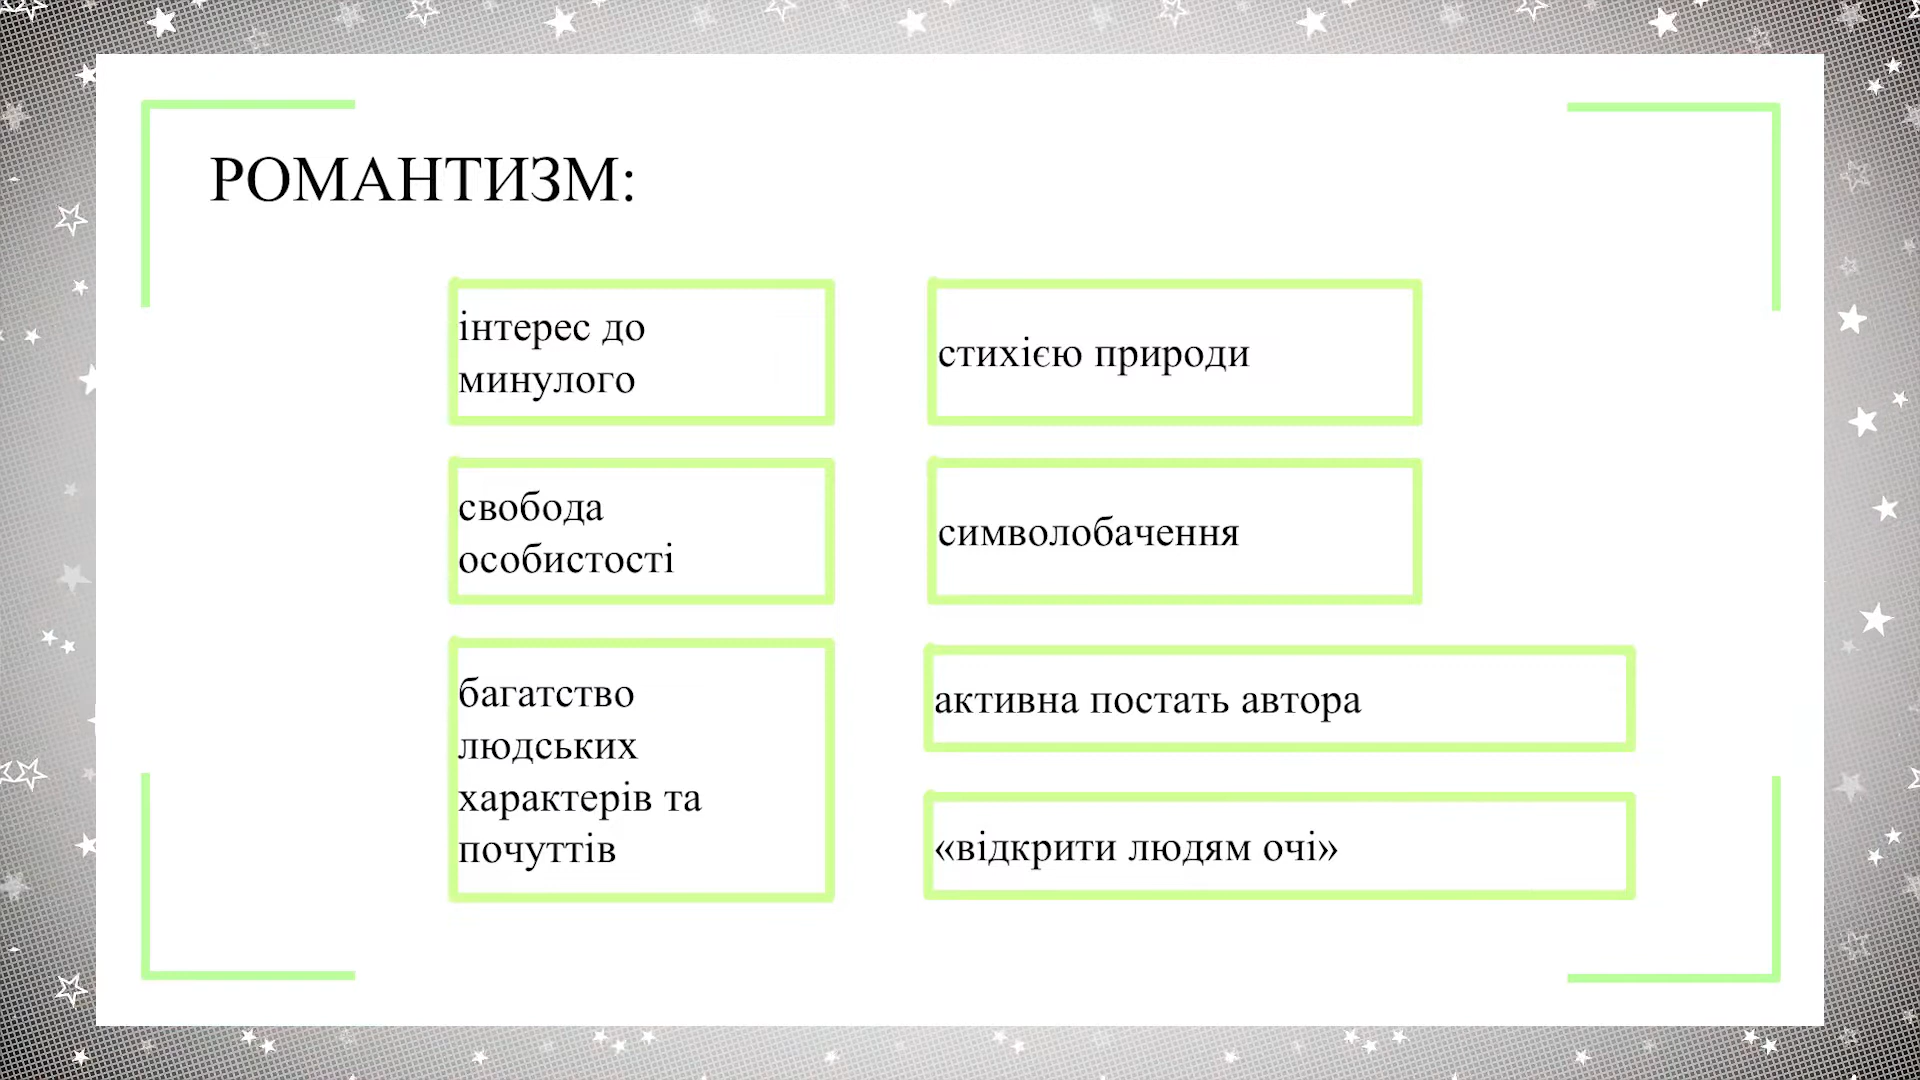 РОМАНТИЗМ:
інтерес до
минулого
свобода
особистості
багатство
людських
характерів та
почуттів
стихією природи
символобачення
активна постать автора
«відкрити людям очі»